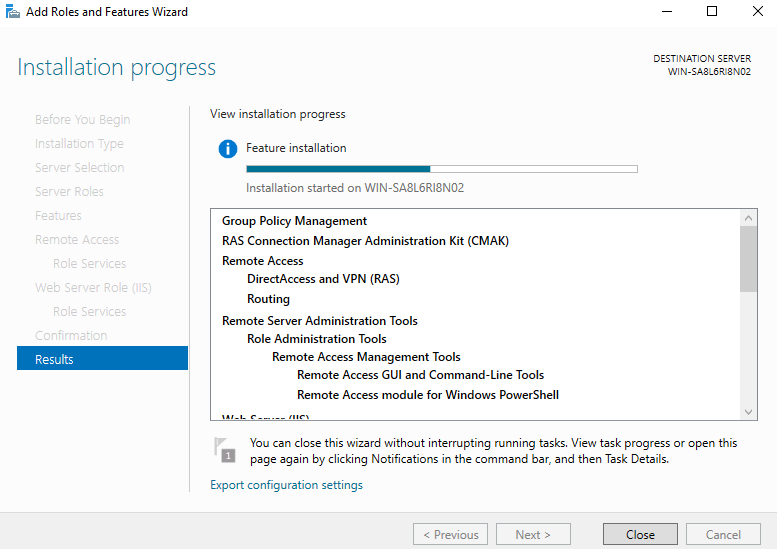 Add Roles and Features Wizard
Installation progress
DESTINATION SERVER
WIN-SA8L6RI8N02
Before You Begin
Installation Type
Server Selection
Server Roles
Features
Remote Access
Role Services
Web Server Role (IIS)
Role Services
Confirmation
Results
View installation progress
Feature installation
Installation started on WIN-SA8L6RI8N02
Group Policy Management
RAS Connection Manager Administration Kit (CMAK)
Remote Access
DirectAccess and VPN (RAS)
Routing
Remote Server Administration Tools
Role Administration Tools
Remote Access Management Tools
Remote Access GUI and Command-Line Tools
Remote Access module for Windows PowerShell
Web Server (IIS)
1
You can close this wizard without interrupting running tasks. View task progress or open this
page again by clicking Notifications in the command bar, and then Task Details.
Export configuration settings
< Previous
Next >
Close
Cancel